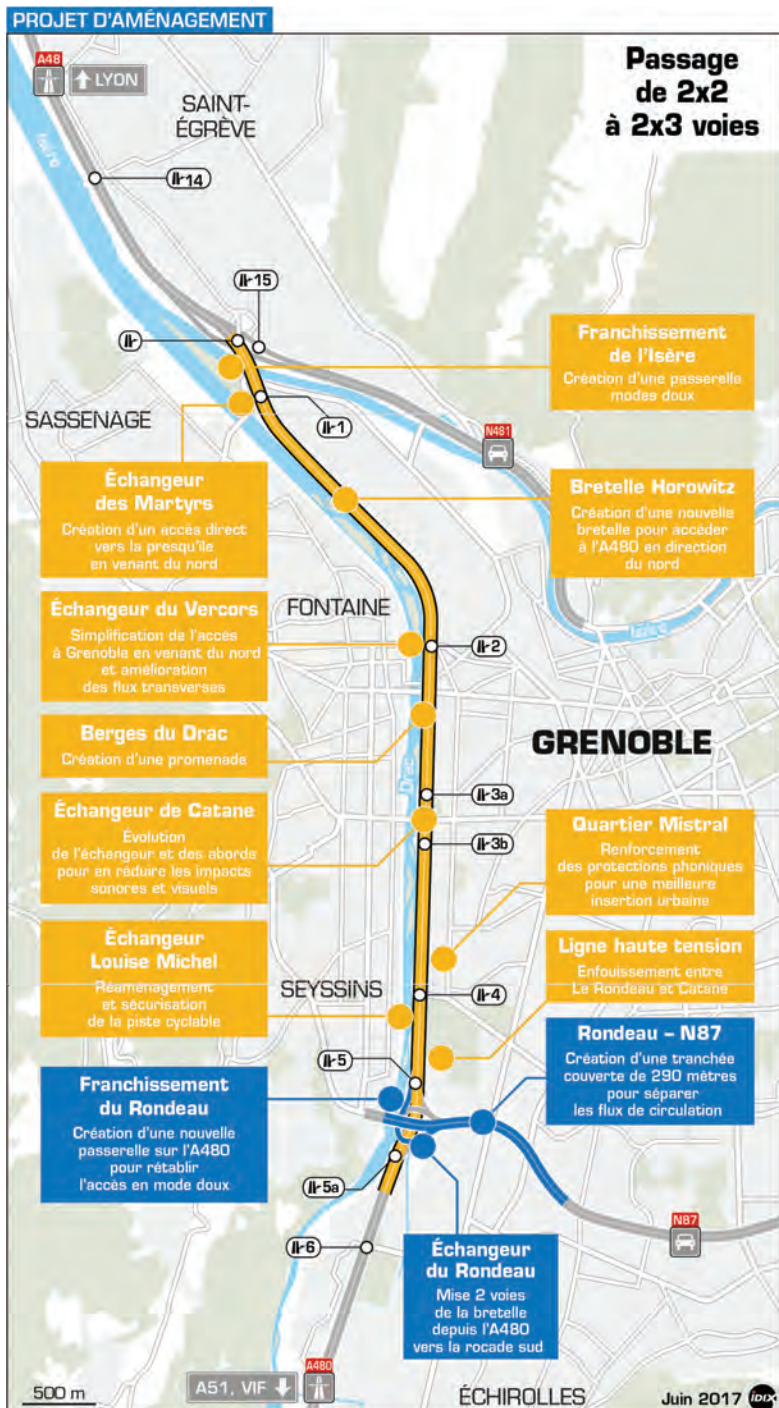 PROJET D'AMÉNAGEMENT
A48
LYON
Passage
de 2x2
à 2x3 voies
SAINT-
ÉGRÈVE
Isère
14
15
Franchissement
de l'Isère
Création d'une passerelle
modes doux
SASSENAGE
1
N481
Échangeur
des Martyrs
Création d'un accès direct
vers la presqu'île
en venant du nord
Bretelle Horowitz
Création d'une nouvelle
bretelle pour accéder
à l'A480 en direction
du nord
Échangeur du Vercors
Simplification de l'accès
à Grenoble en venant du nord
et amélioration
des flux transverses
FONTAINE
Isère
2
Berges du Drac
Création d'une promenade
GRENOBLE
Drac
3a
Échangeur de Catane
Évolution
de l'échangeur et des abords
pour en réduire les impacts
sonores et visuels
3b
Quartier Mistral
Renforcement
des protections phoniques
pour une meilleure
insertion urbaine
Échangeur
Louise Michel
Réaménagement
et sécurisation
de la piste cyclable
SEYSSINS
4
Ligne haute tension
Enfouissement entre
Le Rondeau et Catane
5
Rondeau – N87
Création d'une tranchée
couverte de 290 mètres
pour séparer
les flux de circulation
Franchissement
du Rondeau
Création d'une nouvelle
passerelle sur l'A480
pour rétablir
l'accès en mode doux
5a
N87
6
Échangeur
du Rondeau
Mise 2 voies
de la bretelle
depuis l'A480
vers la rocade sud
A480
500 m
A51, VIF
ÉCHIROLLES
Juin 2017
idix